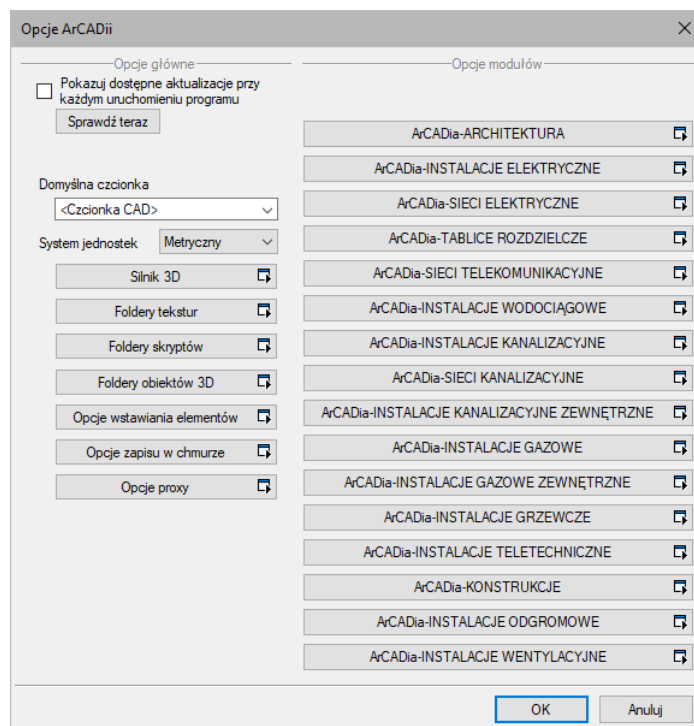 Opcje ArCADii
Opcje główne
Pokazuj dostępne aktualizacje przy
każdym uruchomieniu programu
Sprawdź teraz
Domyślna czcionka
<Czcionka CAD>
System jednostek Metryczny
Silnik 3D
Foldery tekstur
Foldery skryptów
Foldery obiektów 3D
Opcje wstawiania elementów
Opcje zapisu w chmurze
Opcje proxy
Opcje modułów
ArCADia-ARCHITEKTURA
ArCADia-INSTALACJE ELEKTRYCZNE
ArCADia-SIECI ELEKTRYCZNE
ArCADia-TABLICE ROZDZIELCZE
ArCADia-SIECI TELEKOMUNIKACYJNE
ArCADia-INSTALACJE WODOCIĄGOWE
ArCADia-INSTALACJE KANALIZACYJNE
ArCADia-SIECI KANALIZACYJNE
ArCADia-INSTALACJE KANALIZACYJNE ZEWNĘTRZNE
ArCADia-INSTALACJE GAZOWE
ArCADia-INSTALACJE GAZOWE ZEWNĘTRZNE
ArCADia-INSTALACJE GRZEWCZE
ArCADia-INSTALACJE TELETECHNICZNE
ArCADia-KONSTRUKCJE
ArCADia-INSTALACJE ODGROMOWE
ArCADia-INSTALACJE WENTYLACYJNE
OK Anuluj